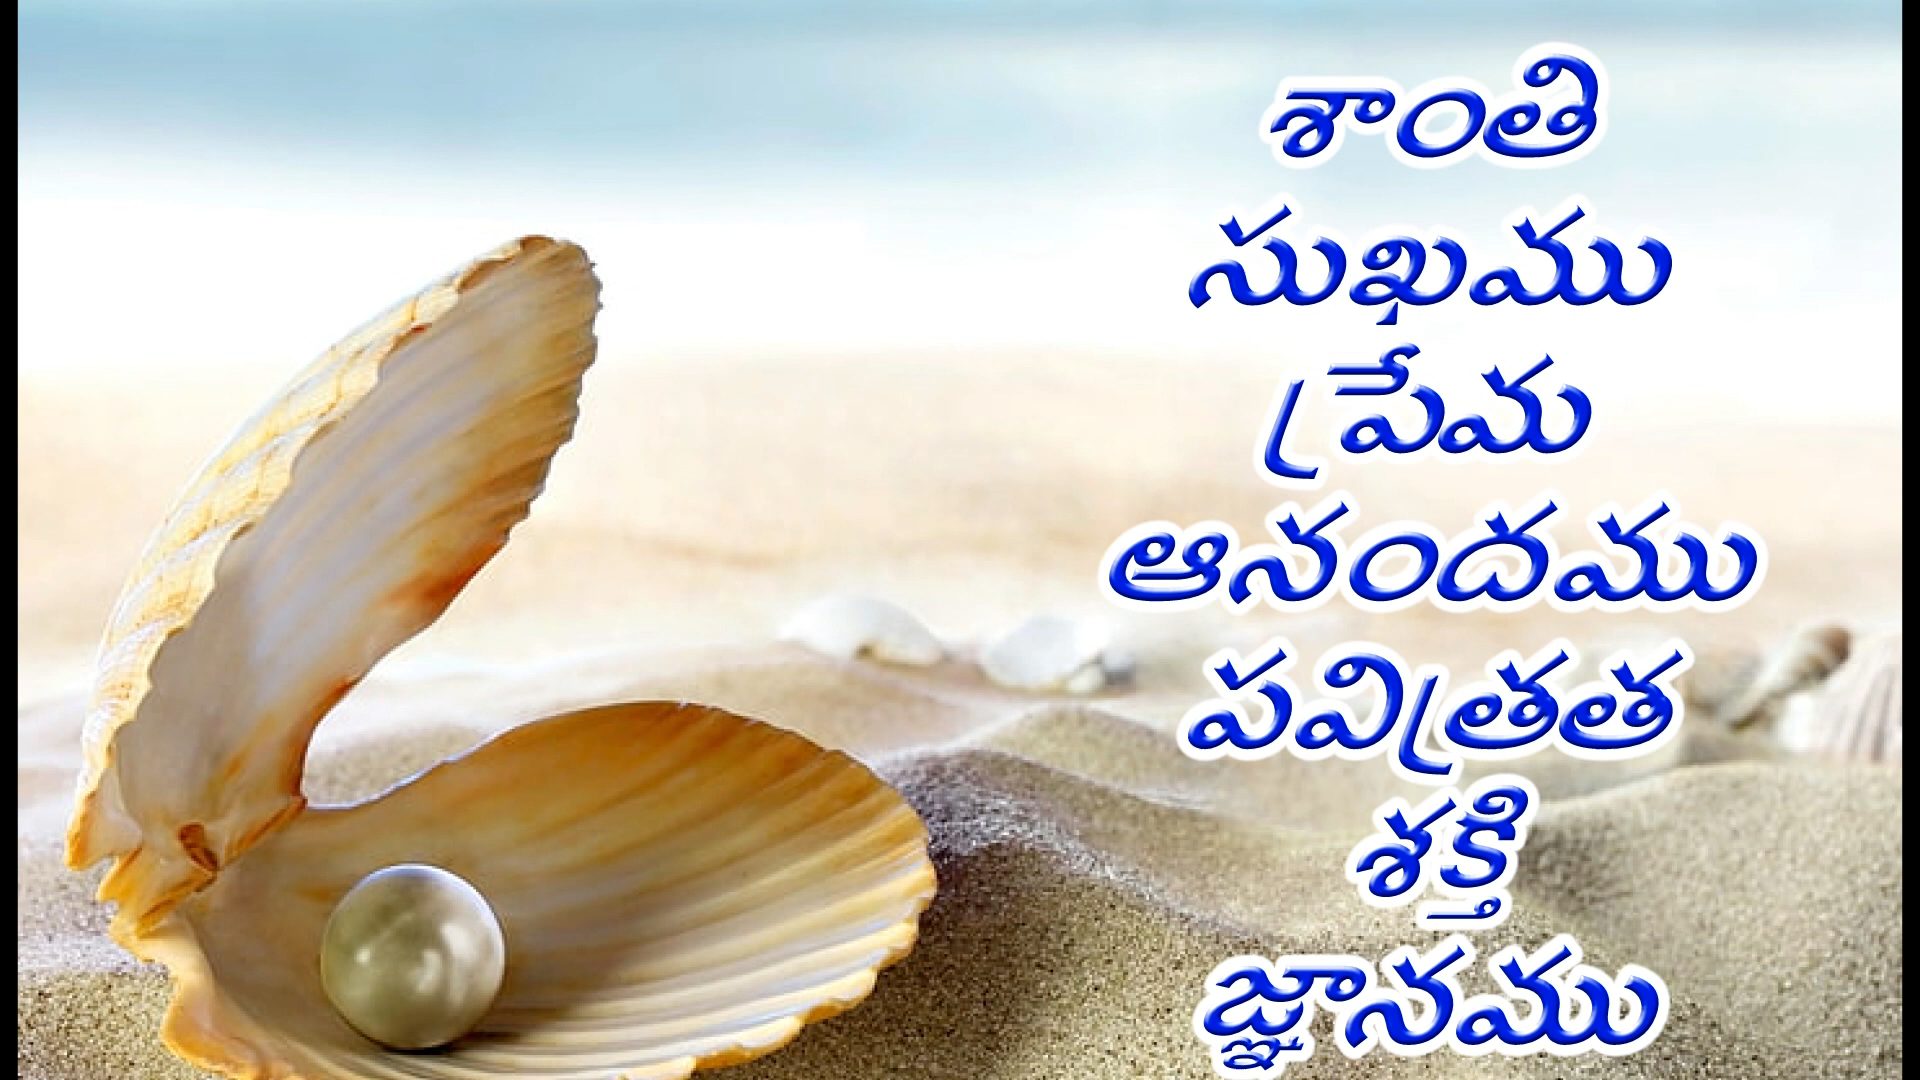 శాంతి
సుఖము
ప్రేమ
ఆనందము
పవిత్రత
శక్తి
జ్ఞానము